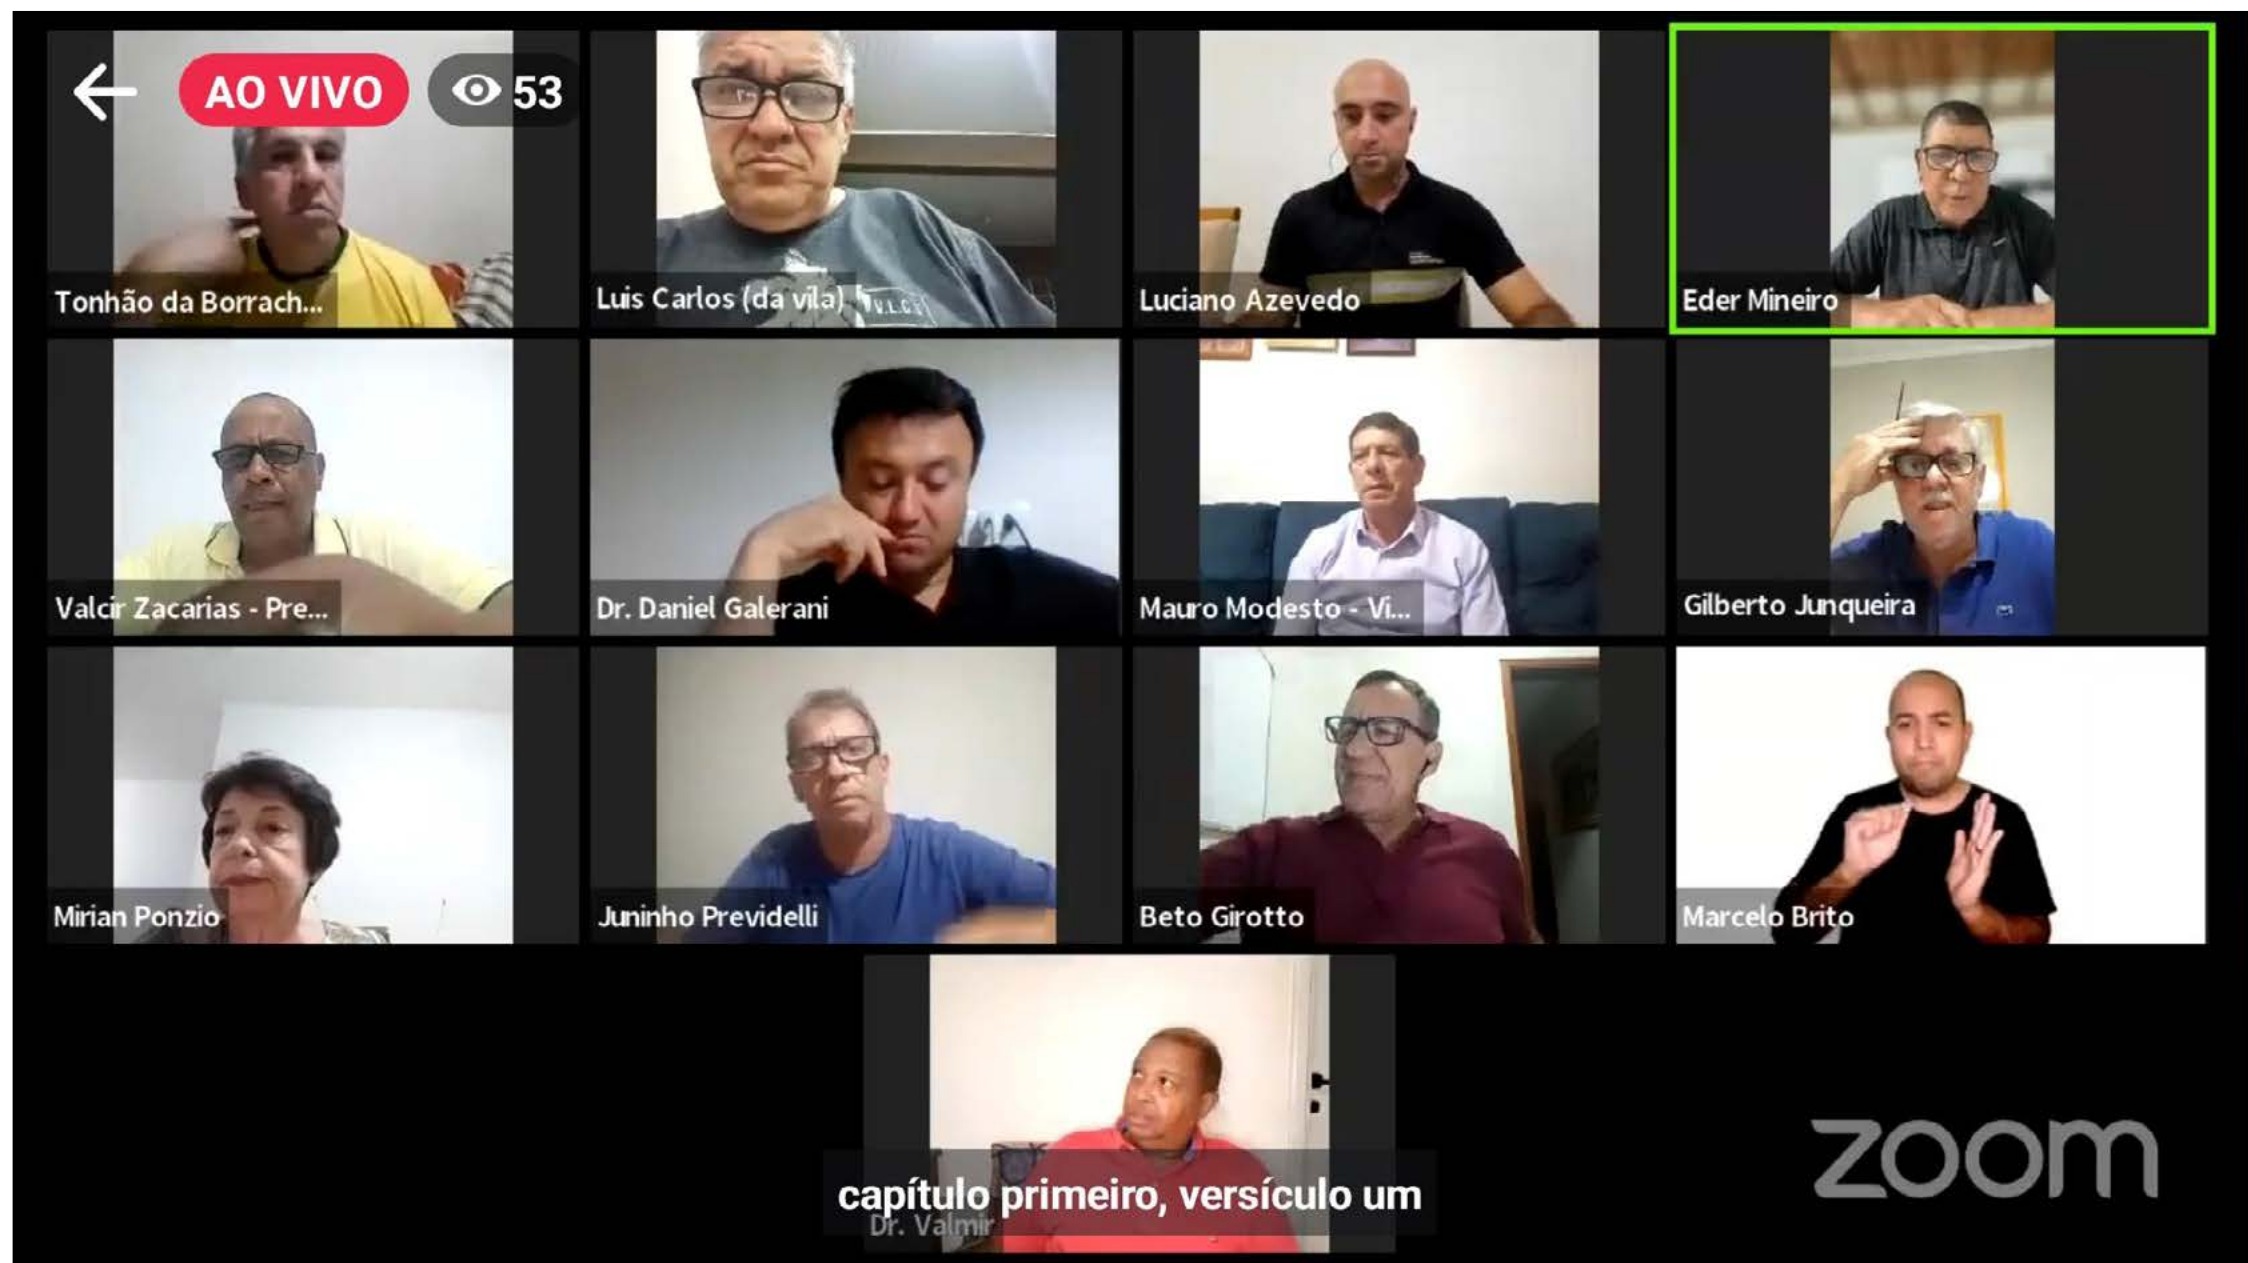 AO VIVO
53
Tonhão da Borrach...
Luis Carlos (da vila)
V.L.C.S
Luciano Azevedo
Eder Mineiro
Valcir Zacarias - Pre...
Dr. Daniel Galerani
Mauro Modesto - Vi...
Gilberto Junqueira
Mirian Ponzio
Juninho Previdelli
Beto Girotto
Marcelo Brito
capítulo primeiro, versículo um
Dr. Valmir
zoom